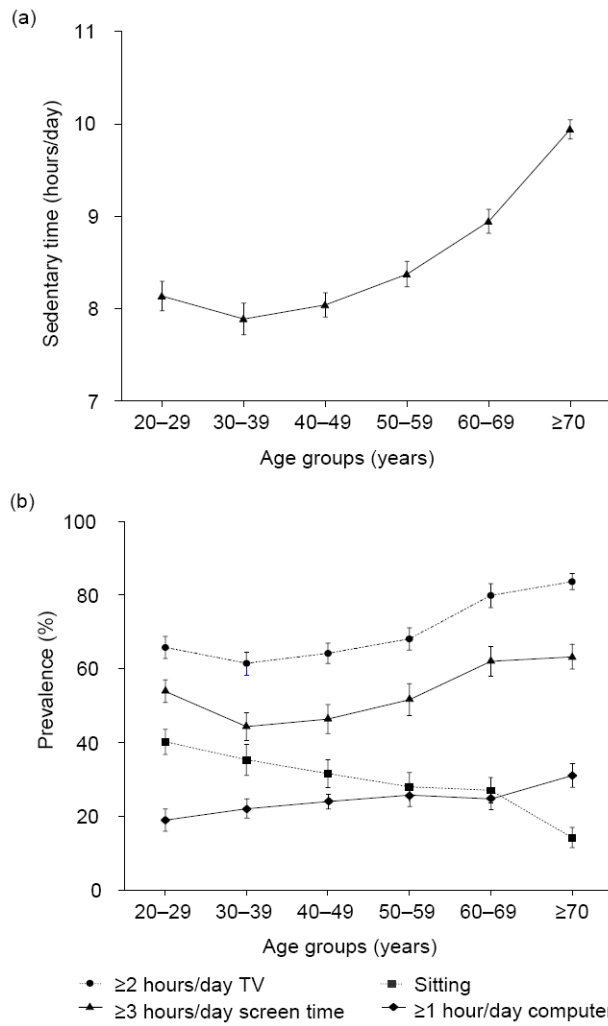 (a)
11
10
9
8
7
Sedentary time (hours/day)
20–29 30–39 40–49 50–59 60–69 ≥70
Age groups (years)
(b)
100
80
60
40
20
0
Prevalence (%)
20–29 30–39 40–49 50–59 60–69 ≥70
Age groups (years)
≥2 hours/day TV Sitting
≥3 hours/day screen time ≥1 hour/day computer